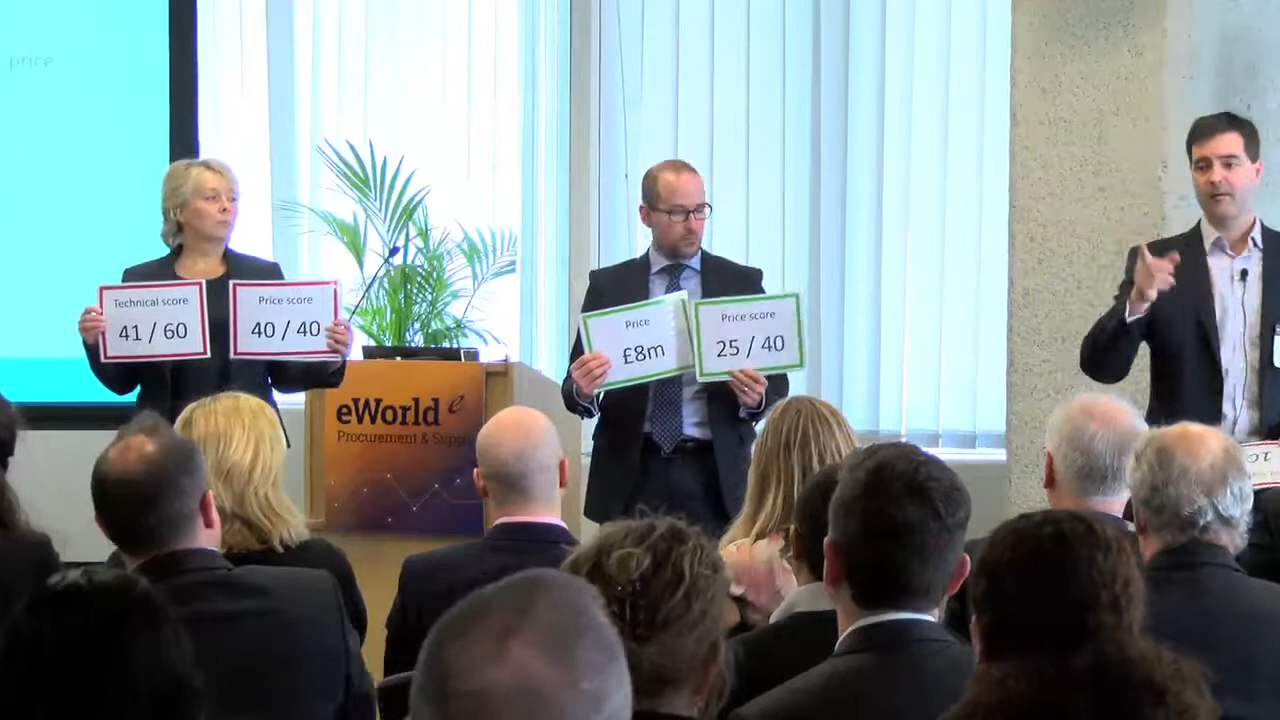 price
Technical score
41 / 60
Price score
40 / 40
Price
£8m
Price score
25 / 40
eWorld e
Procurement & Supp